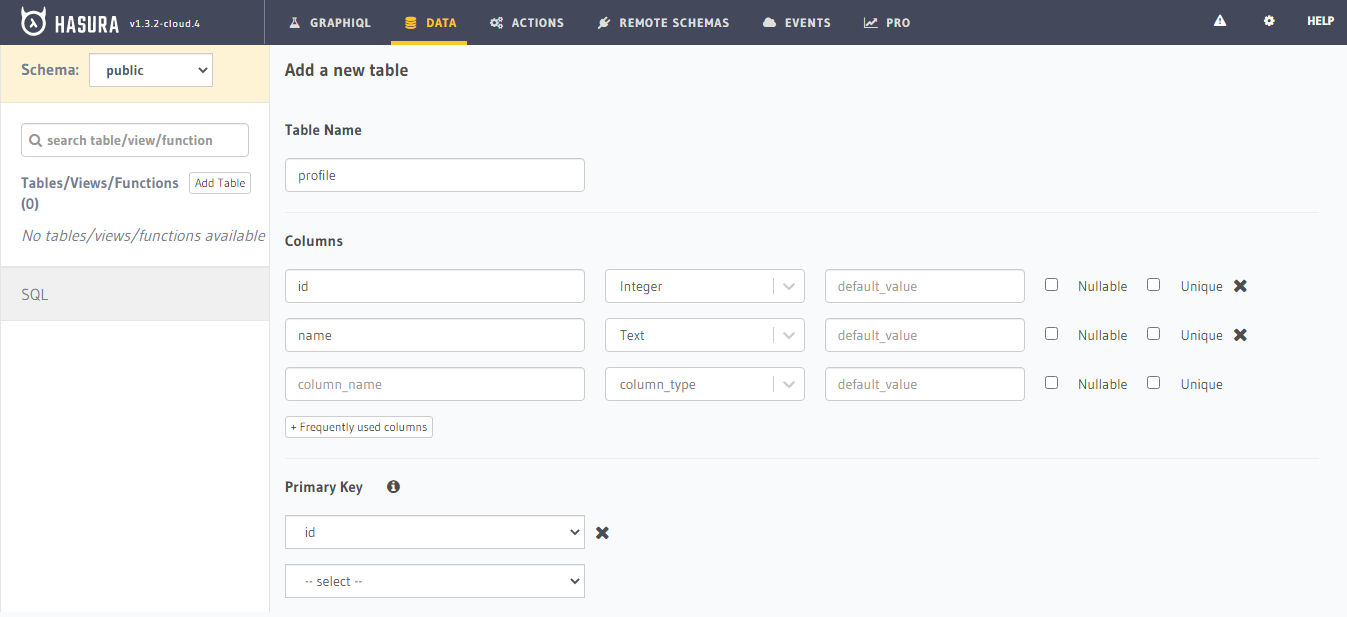 HASURA v1.3.2-cloud.4 GRAPHIQL DATA ACTIONS REMOTE SCHEMAS EVENTS PRO HELP
Schema: public
search table/view/function
Tables/Views/Functions Add Table
(0)
No tables/views/functions available
SQL
Add a new table
Table Name
profile
Columns
id Integer default_value Nullable Unique
name Text default_value Nullable Unique
column_name column_type default_value Nullable Unique
+ Frequently used columns
Primary Key
id
-- select --